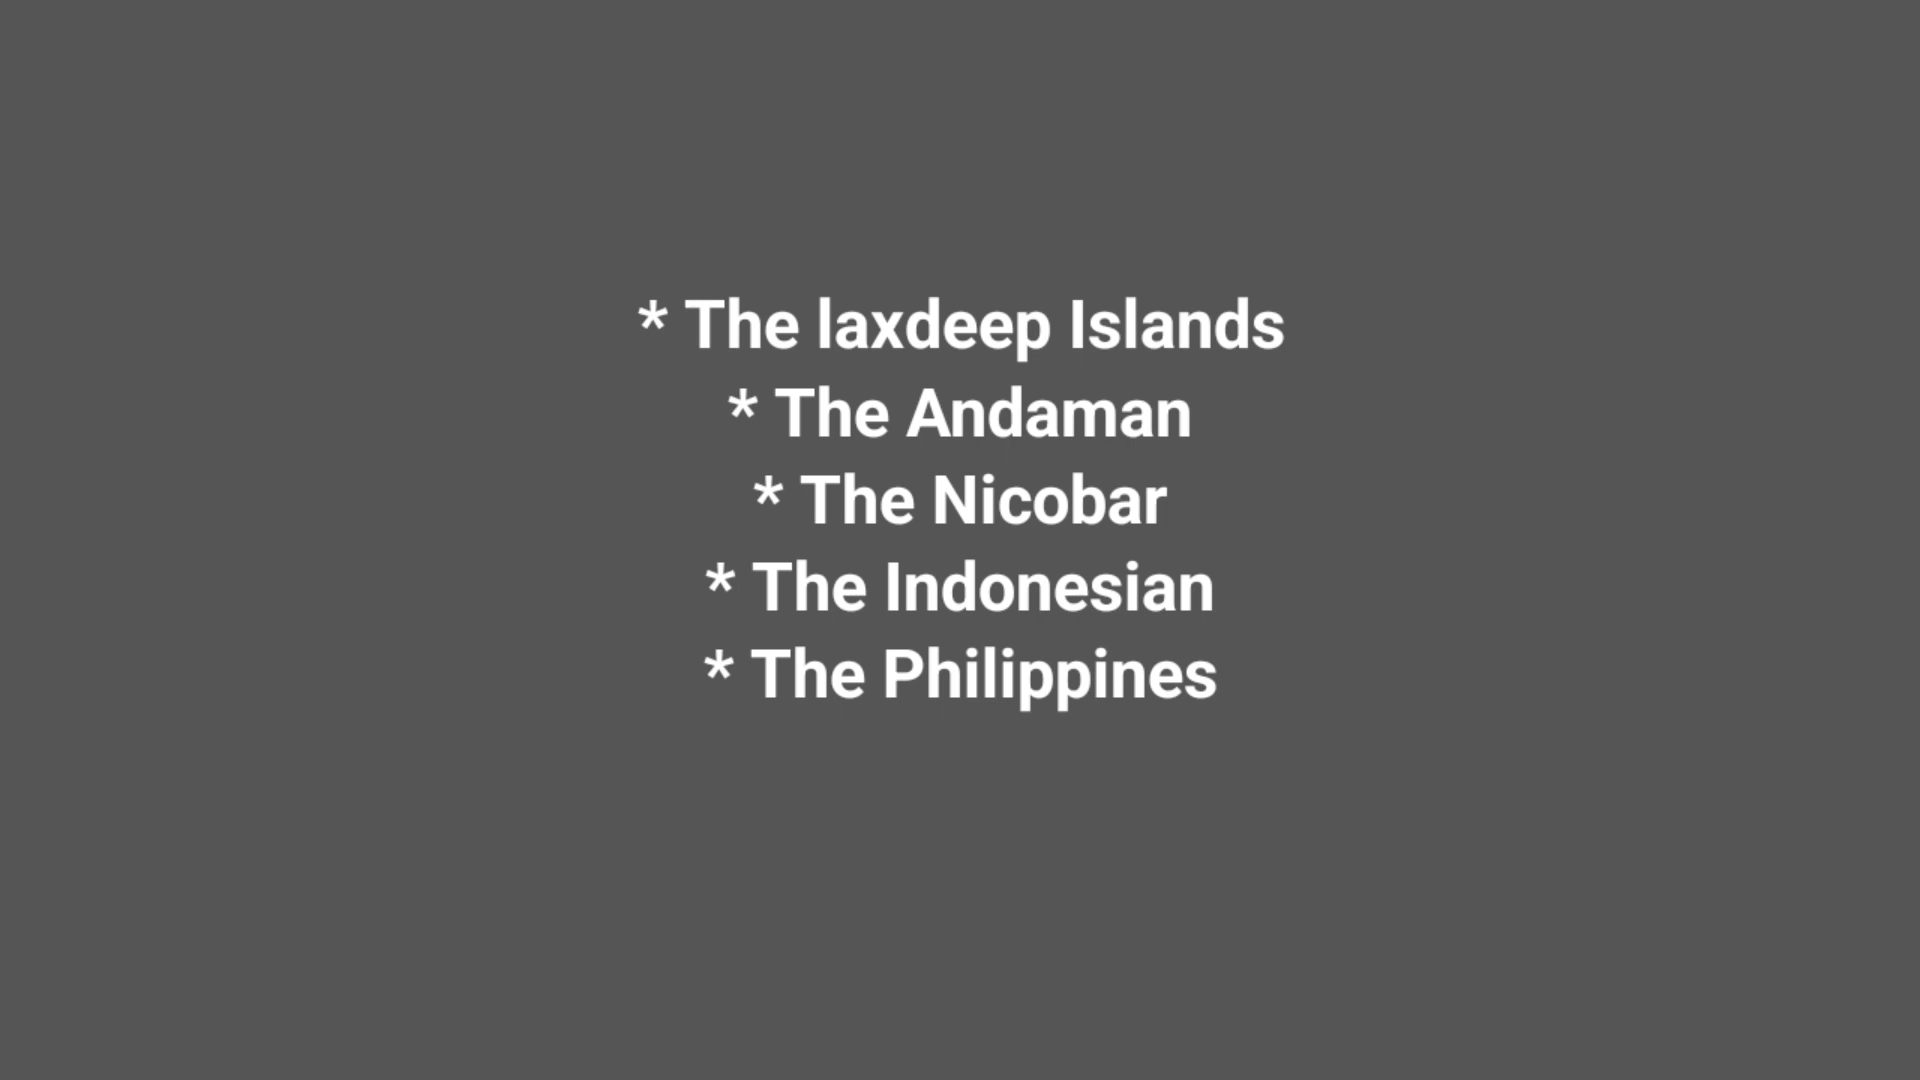 * The laxdeep Islands
* The Andaman
* The Nicobar
* The Indonesian
* The Philippines